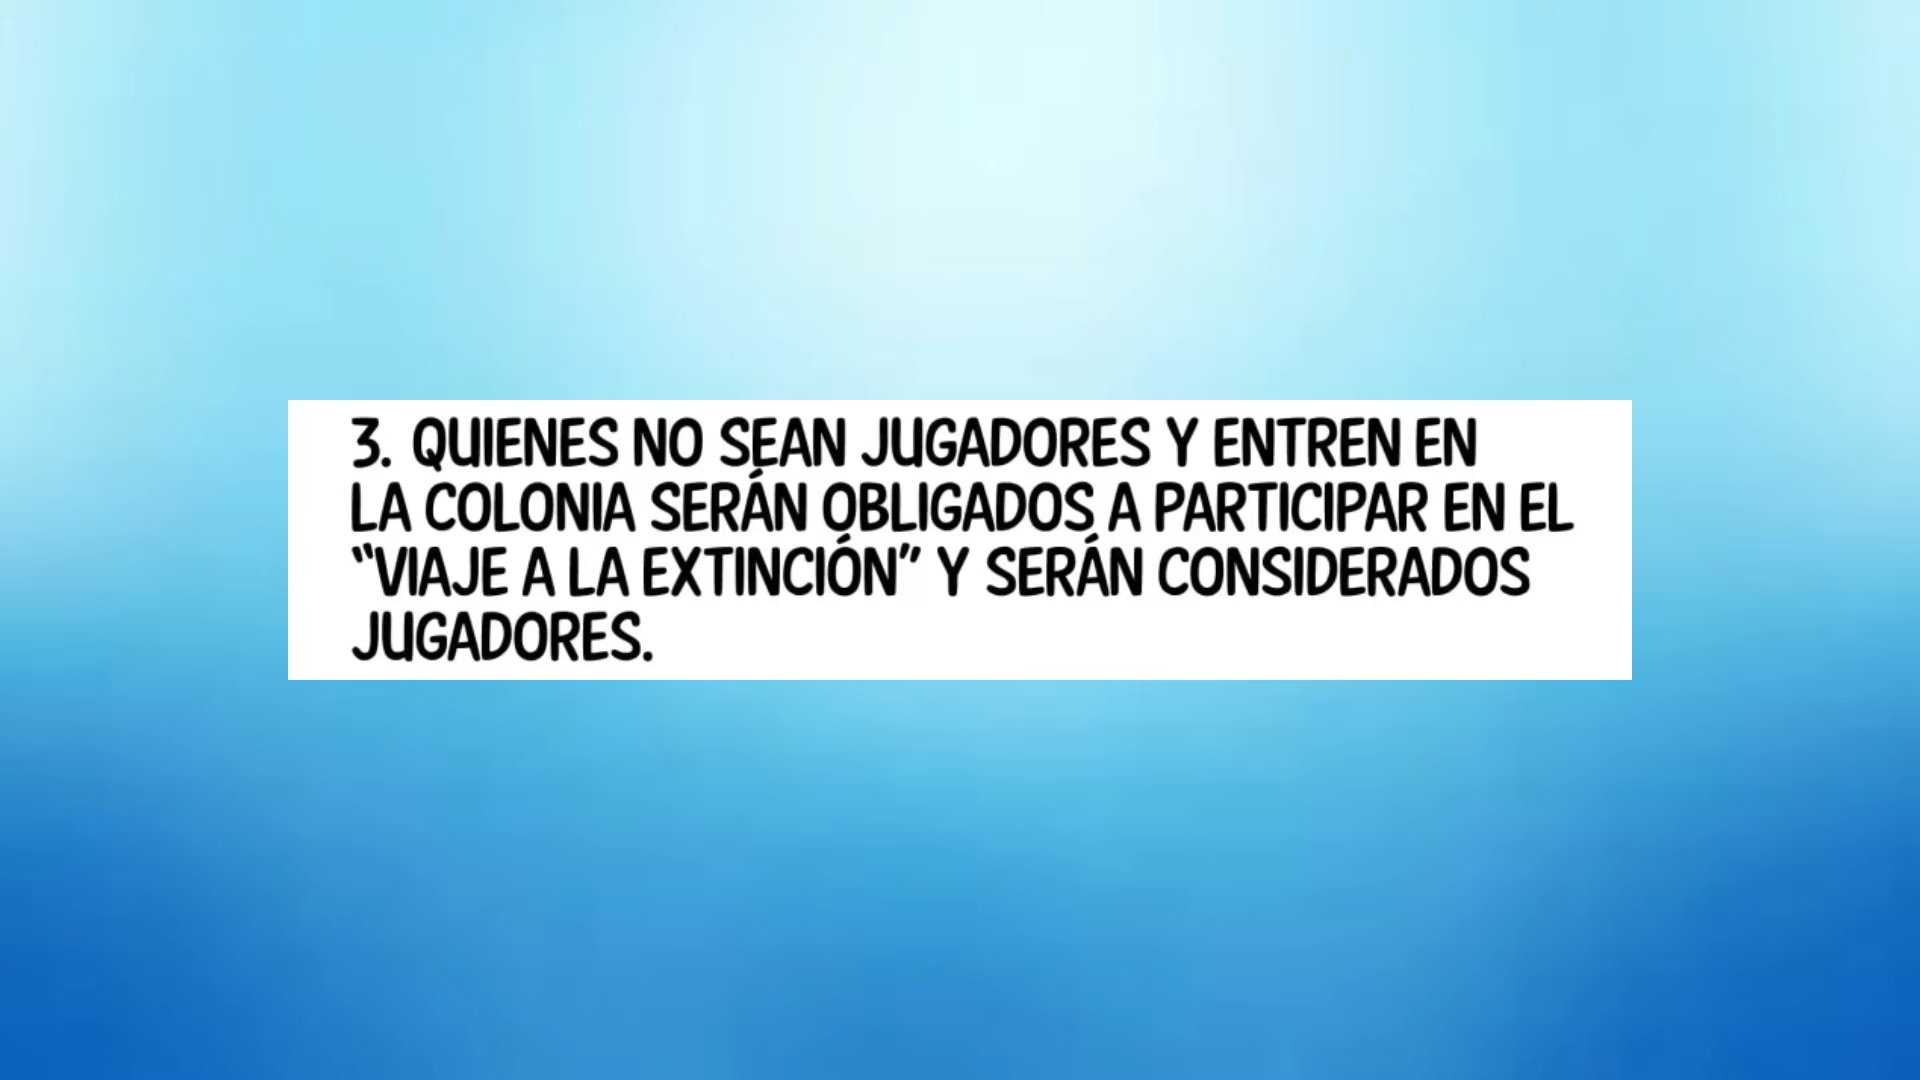 3. QUIENES NO SEAN JUGADORES Y ENTREN EN
LA COLONIA SERÁN OBLIGADOS A PARTICIPAR EN EL
“VIAJE A LA EXTINCIÓN” Y SERÁN CONSIDERADOS
JUGADORES.